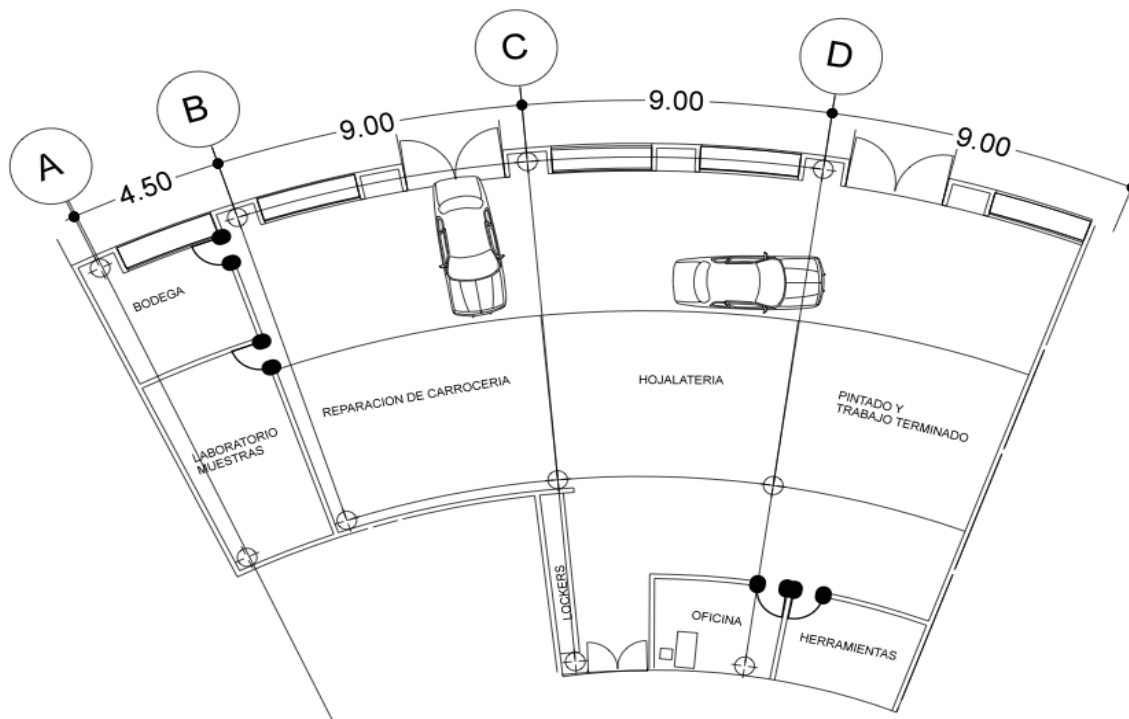 A
B
C
D
4.50
9.00
9.00
9.00
BODEGA
LABORATORIO
MUESTRAS
REPARACION DE CARROCERIA
HOJALATERIA
PINTADO Y
TRABAJO TERMINADO
LOCKERS
OFICINA
HERRAMIENTAS